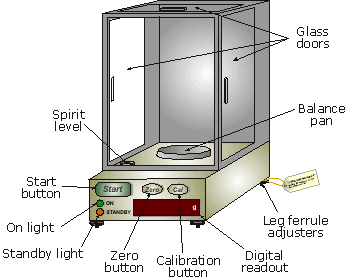 Glass
doors
Spirit
level
Balance
pan
Start
button
Start
Zero
Cal
ON
STANDBY
g
On light
Standby light
Zero
button
Calibration
button
Digital
readout
Leg ferrule
adjusters